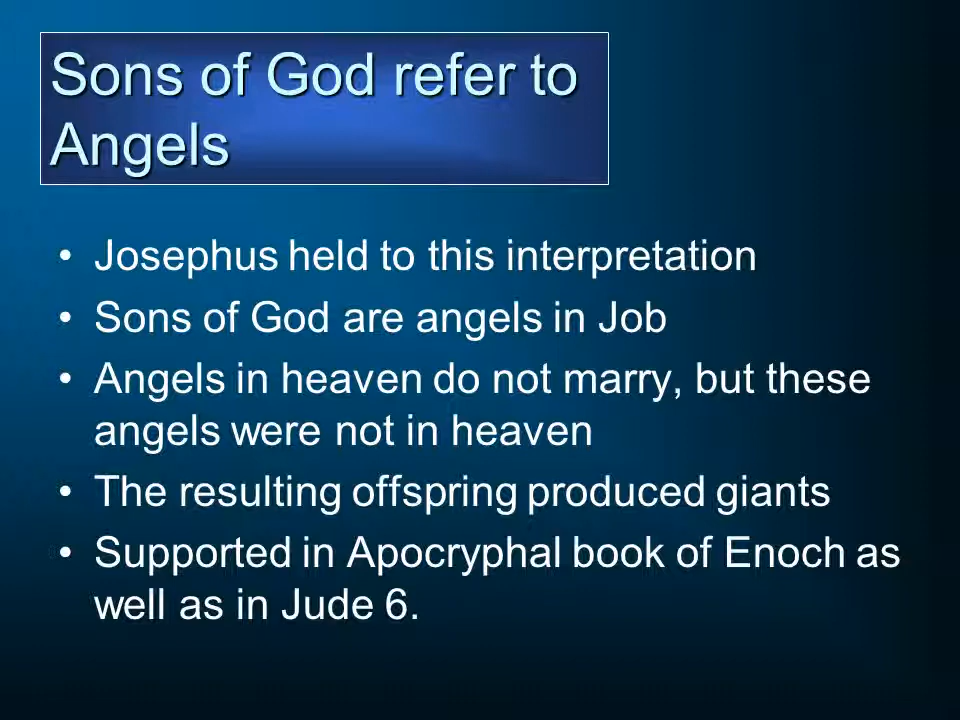 Sons of God refer to
Angels
• Josephus held to this interpretation
• Sons of God are angels in Job
• Angels in heaven do not marry, but these
angels were not in heaven
• The resulting offspring produced giants
• Supported in Apocryphal book of Enoch as
well as in Jude 6.